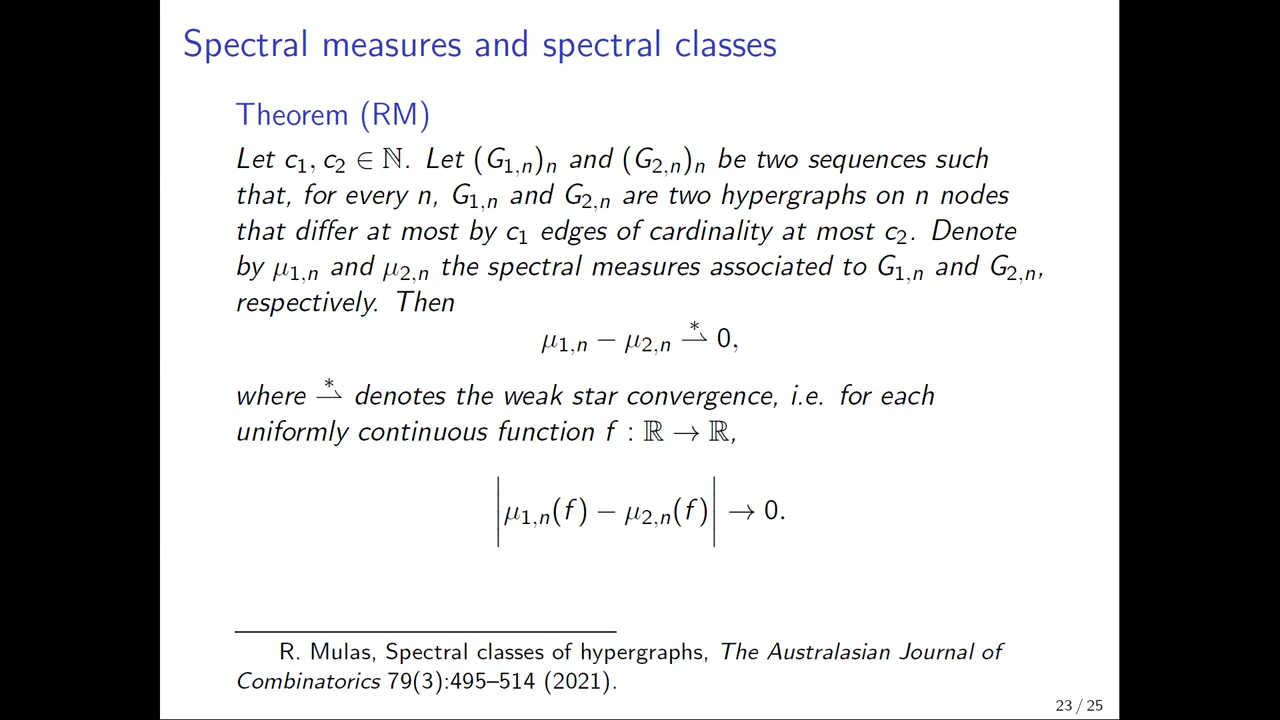 Spectral measures and spectral classes
Theorem (RM)
Let c₁, c₂ ∈ ℕ. Let (G₁,ₙ)ₙ and (G₂,ₙ)ₙ be two sequences such
that, for every n, G₁,ₙ and G₂,ₙ are two hypergraphs on n nodes
that differ at most by c₁ edges of cardinality at most c₂. Denote
by μ₁,ₙ and μ₂,ₙ the spectral measures associated to G₁,ₙ and G₂,ₙ,
respectively. Then
μ₁,ₙ − μ₂,ₙ ⇀* 0,
where ⇀* denotes the weak star convergence, i.e. for each
uniformly continuous function f : ℝ → ℝ,
|μ₁,ₙ(f) − μ₂,ₙ(f)| → 0.
R. Mulas, Spectral classes of hypergraphs, The Australasian Journal of
Combinatorics 79(3):495–514 (2021).
23 / 25